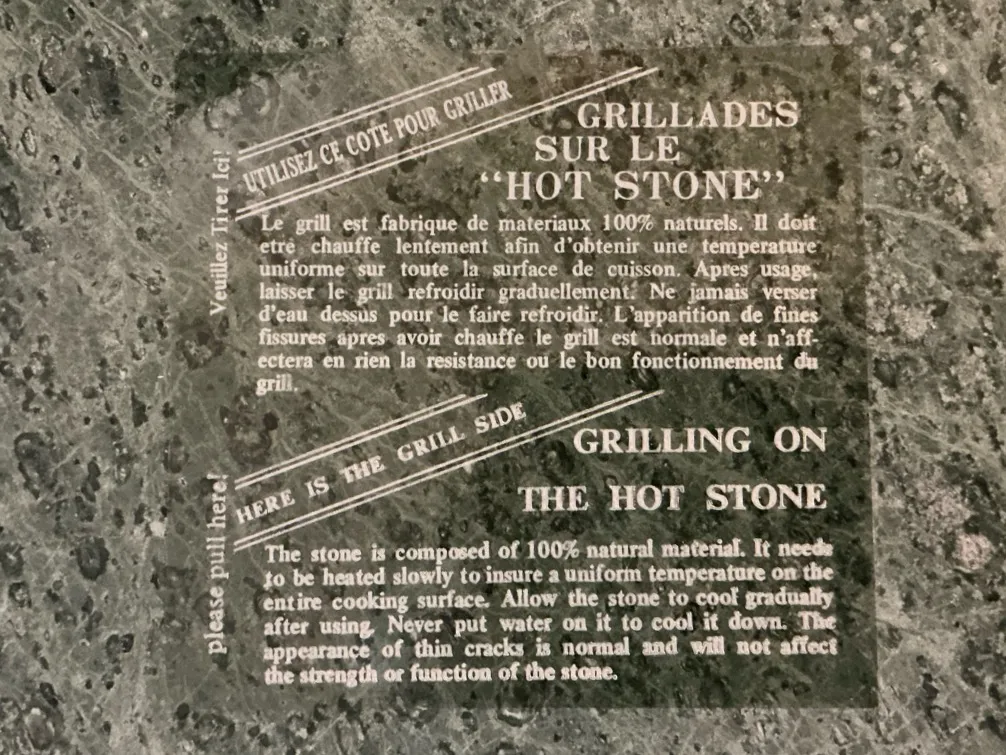 UTILISEZ CE COTE POUR GRILLER
Veuillez Tirer Ici!
GRILLADES
SUR LE
“HOT STONE”
Le grill est fabrique de materiaux 100% naturels. Il doit
etre chauffe lentement afin d'obtenir une temperature
uniforme sur toute la surface de cuisson. Apres usage,
laisser le grill refroidir graduellement. Ne jamais verser
d'eau dessus pour le faire refroidir. L'apparition de fines
fissures apres avoir chauffe le grill est normale et n'aff-
ectera en rien la resistance ou le bon fonctionnement du
grill.
HERE IS THE GRILL SIDE
please pull here!
GRILLING ON
THE HOT STONE
The stone is composed of 100% natural material. It needs
to be heated slowly to insure a uniform temperature on the
entire cooking surface. Allow the stone to cool gradually
after using. Never put water on it to cool it down. The
appearance of thin cracks is normal and will not affect
the strength or function of the stone.